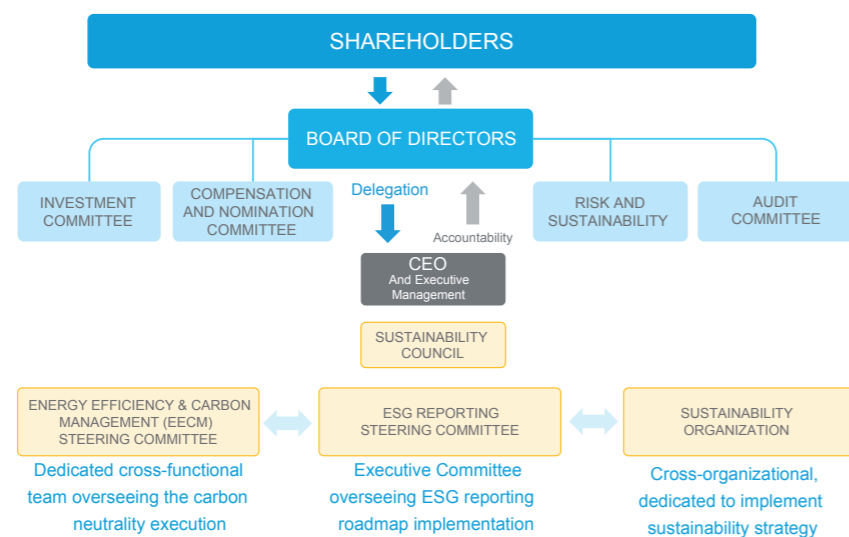 SHAREHOLDERS
BOARD OF DIRECTORS
INVESTMENT
COMMITTEE
COMPENSATION
AND NOMINATION
COMMITTEE
Delegation
Accountability
RISK AND
SUSTAINABILITY
AUDIT
COMMITTEE
CEO
And Executive
Management
SUSTAINABILITY
COUNCIL
ENERGY EFFICIENCY & CARBON
MANAGEMENT (EECM)
STEERING COMMITTEE
ESG REPORTING
STEERING COMMITTEE
SUSTAINABILITY
ORGANIZATION
Dedicated cross-functional
team overseeing the carbon
neutrality execution
Executive Committee
overseeing ESG reporting
roadmap implementation
Cross-organizational,
dedicated to implement
sustainability strategy